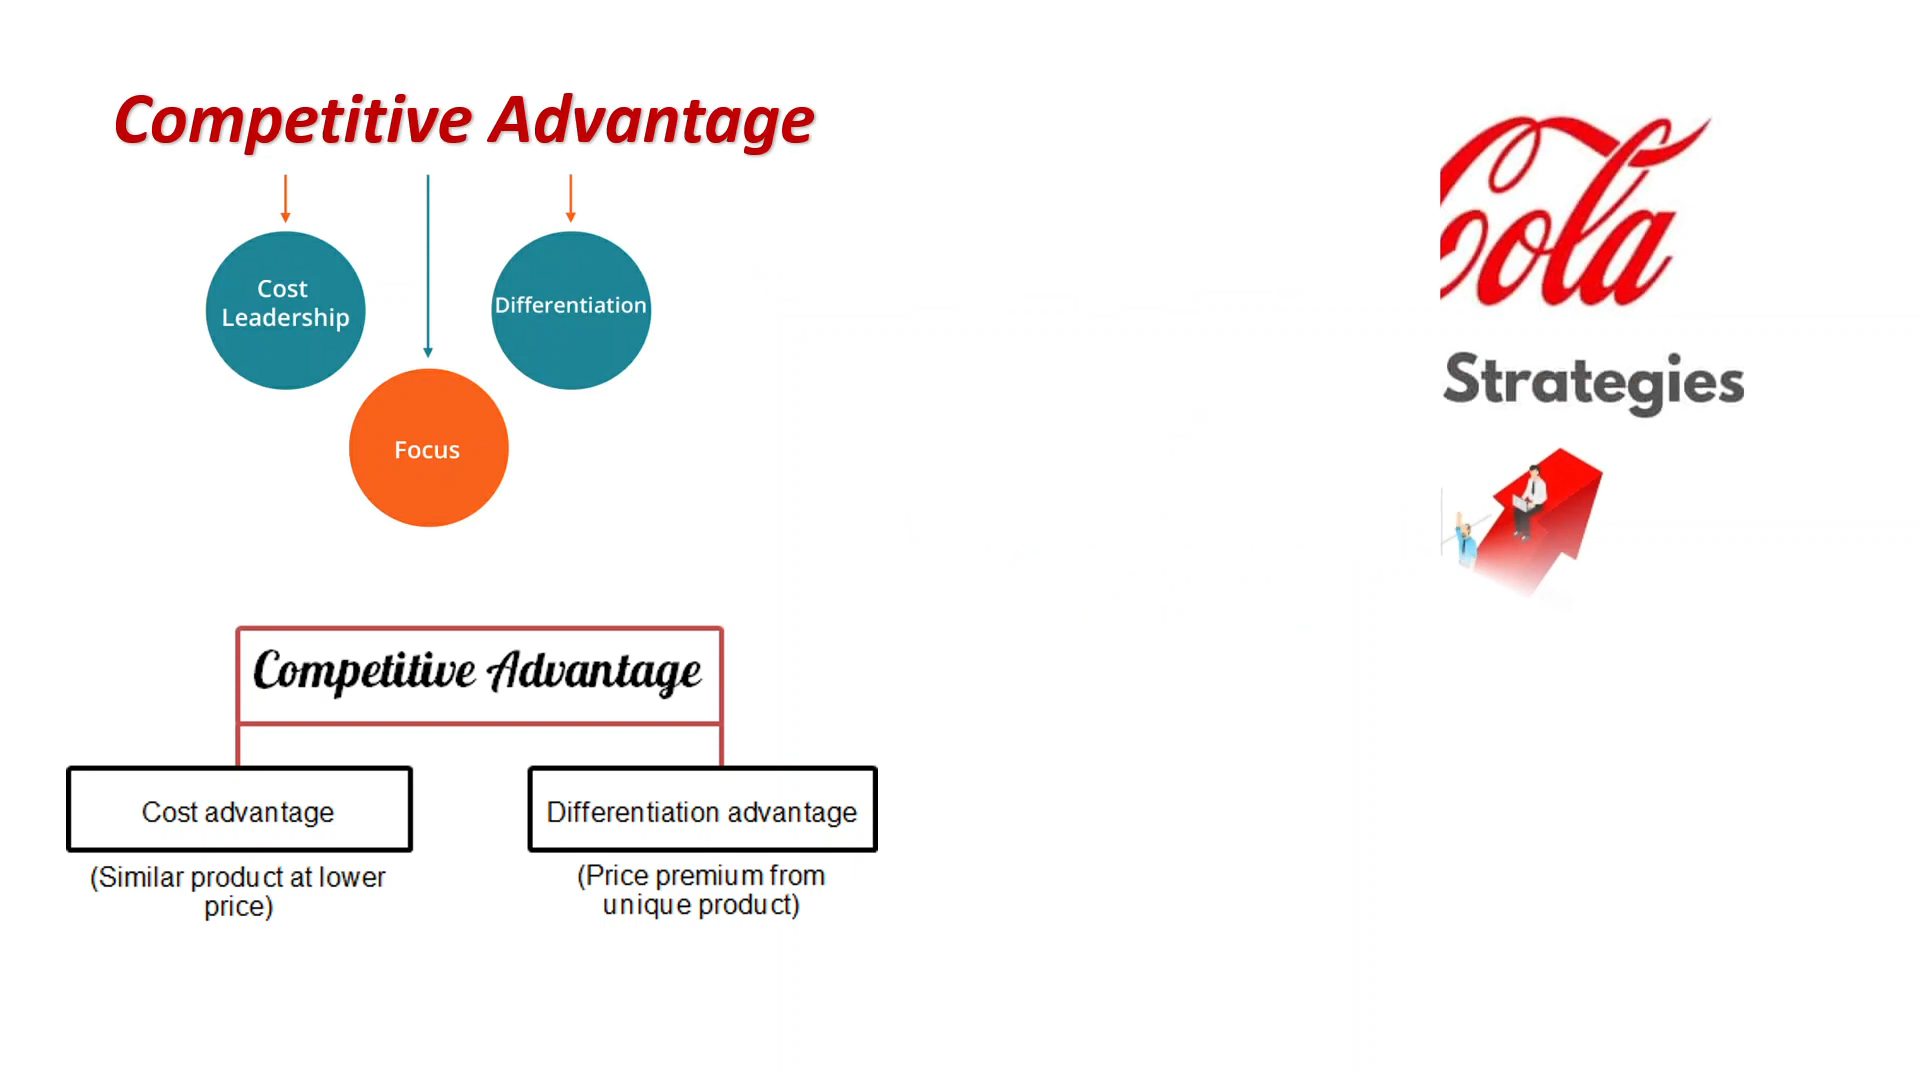 Competitive Advantage
Cost
Leadership
Differentiation
Focus
Cola
Strategies
Competitive Advantage
Cost advantage
Differentiation advantage
(Similar product at lower
price)
(Price premium from
unique product)